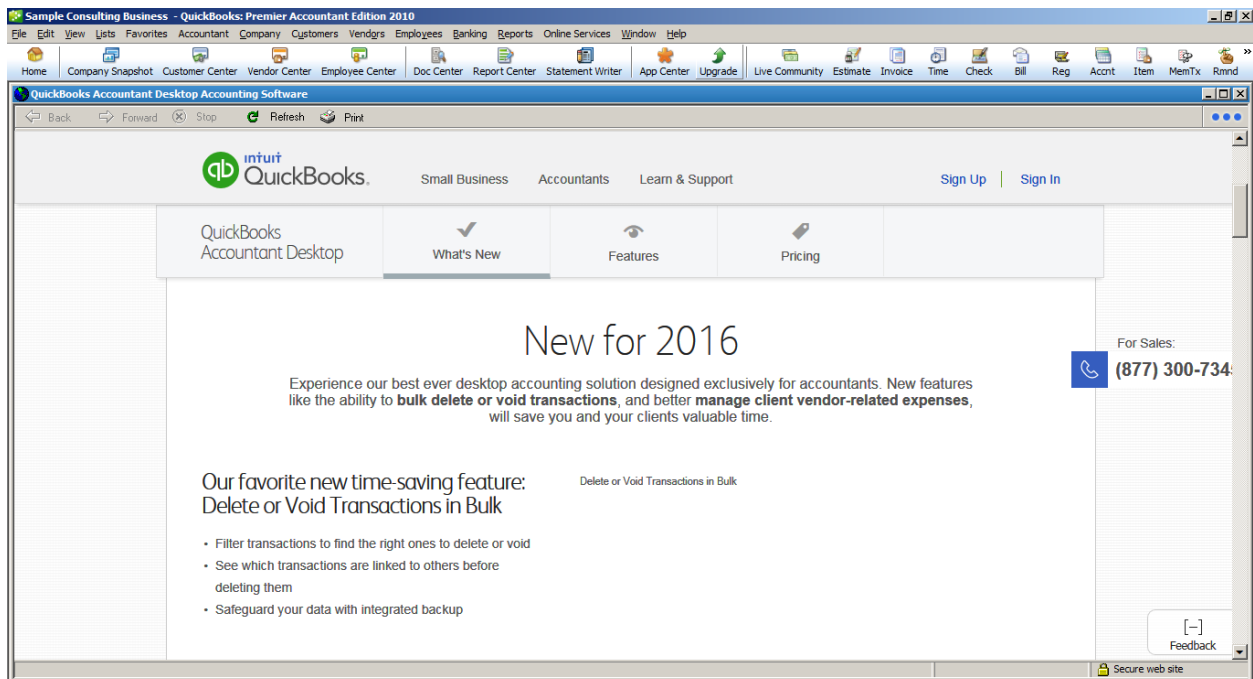 Sample Consulting Business - QuickBooks: Premier Accountant Edition 2010
File Edit View Lists Favorites Accountant Company Customers Vendors Employees Banking Reports Online Services Window Help
Home Company Snapshot Customer Center Vendor Center Employee Center Doc Center Report Center Statement Writer App Center Upgrade Live Community Estimate Invoice Time Check Bill Reg Accnt Item MemTx Rmnd »
QuickBooks Accountant Desktop Accounting Software
Back Forward Stop Refresh Print
qb intuit QuickBooks. Small Business Accountants Learn & Support Sign Up Sign In
QuickBooks
Accountant Desktop
What's New Features Pricing
New for 2016
For Sales:
(877) 300-734
Experience our best ever desktop accounting solution designed exclusively for accountants. New features
like the ability to bulk delete or void transactions, and better manage client vendor-related expenses,
will save you and your clients valuable time.
Our favorite new time-saving feature:
Delete or Void Transactions in Bulk
Delete or Void Transactions in Bulk
• Filter transactions to find the right ones to delete or void
• See which transactions are linked to others before
deleting them
• Safeguard your data with integrated backup
[–]
Feedback
Secure web site